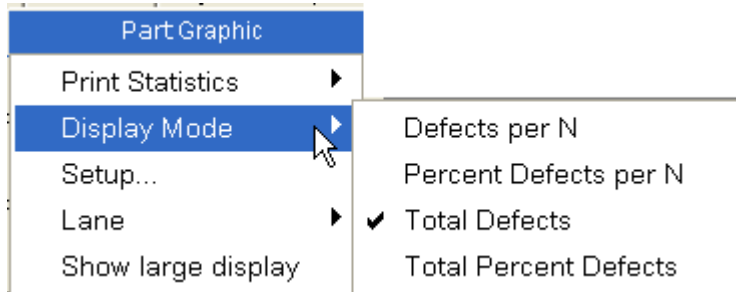 Part Graphic
Print Statistics
Display Mode
Setup...
Lane
Show large display
Defects per N
Percent Defects per N
Total Defects
Total Percent Defects